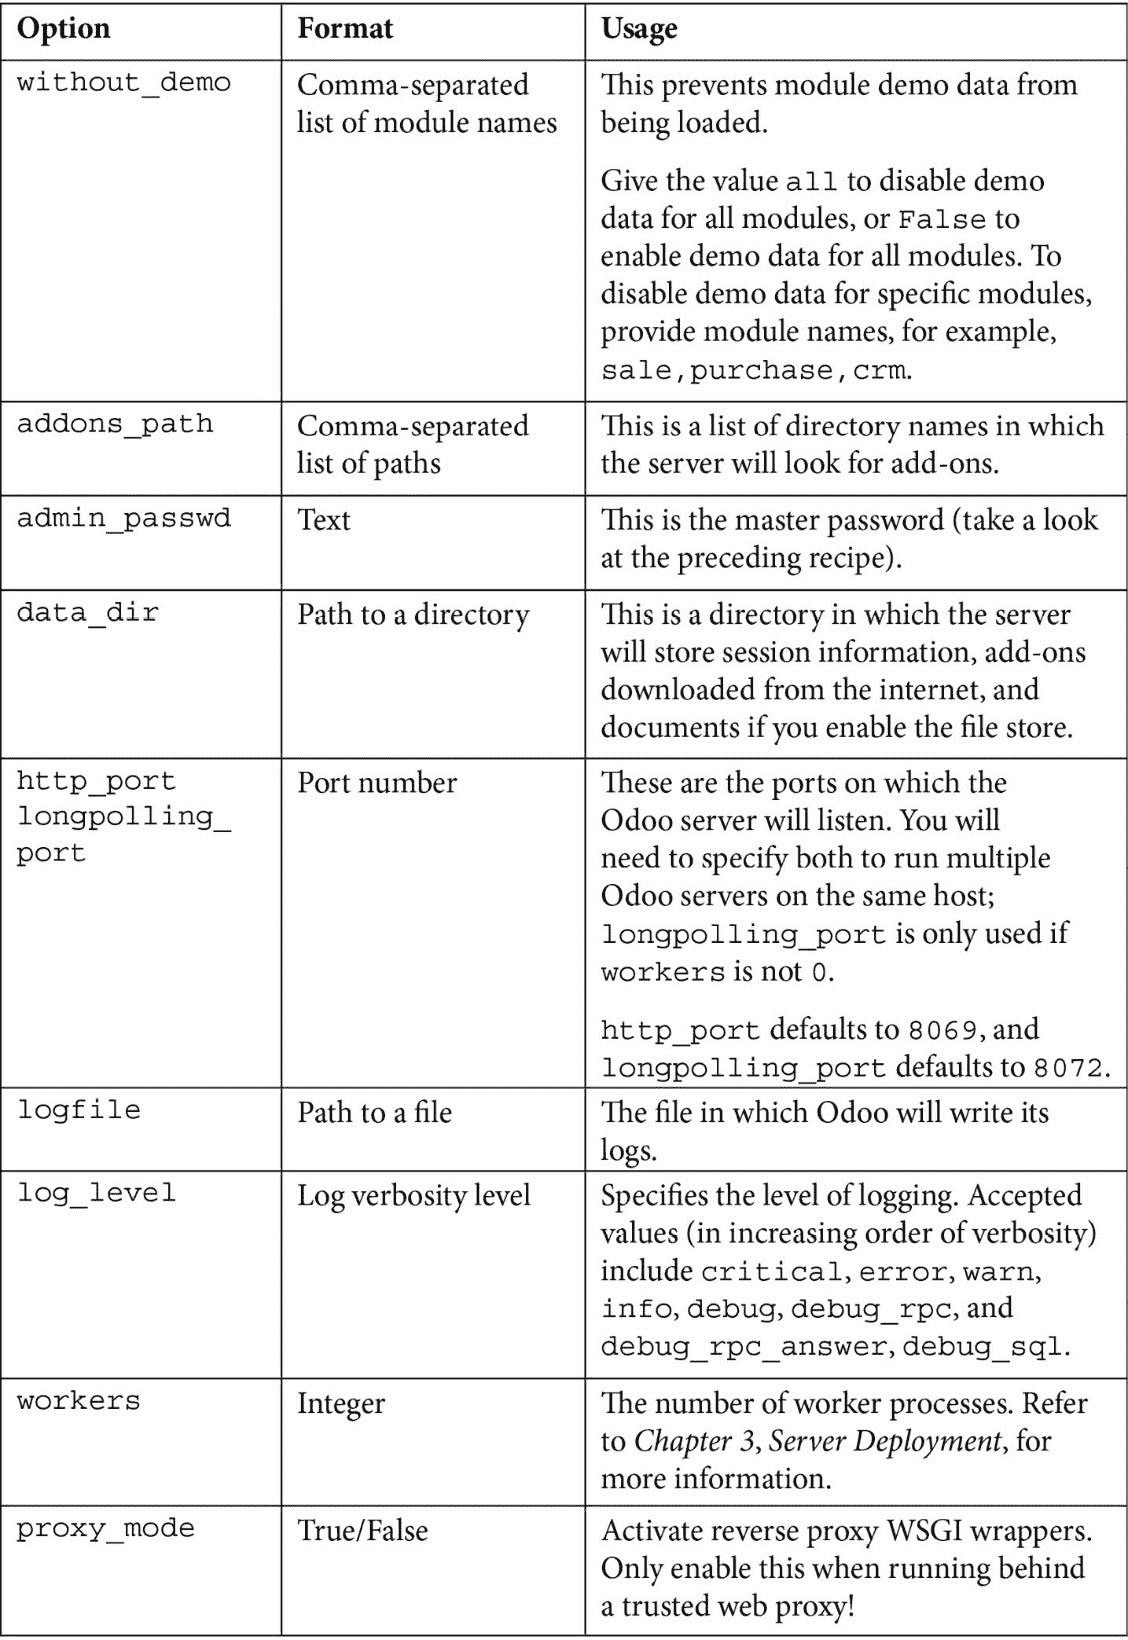 Option Format Usage
without_demo Comma-separated This prevents module demo data from
list of module names being loaded.
Give the value all to disable demo
data for all modules, or False to
enable demo data for all modules. To
disable demo data for specific modules,
provide module names, for example,
sale,purchase,crm.
addons_path Comma-separated This is a list of directory names in which
list of paths the server will look for add-ons.
admin_passwd Text This is the master password (take a look
at the preceding recipe).
data_dir Path to a directory This is a directory in which the server
will store session information, add-ons
downloaded from the internet, and
documents if you enable the file store.
http_port Port number These are the ports on which the
longpolling_ Odoo server will listen. You will
port need to specify both to run multiple
Odoo servers on the same host;
longpolling_port is only used if
workers is not 0.
http_port defaults to 8069, and
longpolling_port defaults to 8072.
logfile Path to a file The file in which Odoo will write its
logs.
log_level Log verbosity level Specifies the level of logging. Accepted
values (in increasing order of verbosity)
include critical, error, warn,
info, debug, debug_rpc, and
debug_rpc_answer, debug_sql.
workers Integer The number of worker processes. Refer
to Chapter 3, Server Deployment, for
more information.
proxy_mode True/False Activate reverse proxy WSGI wrappers.
Only enable this when running behind
a trusted web proxy!